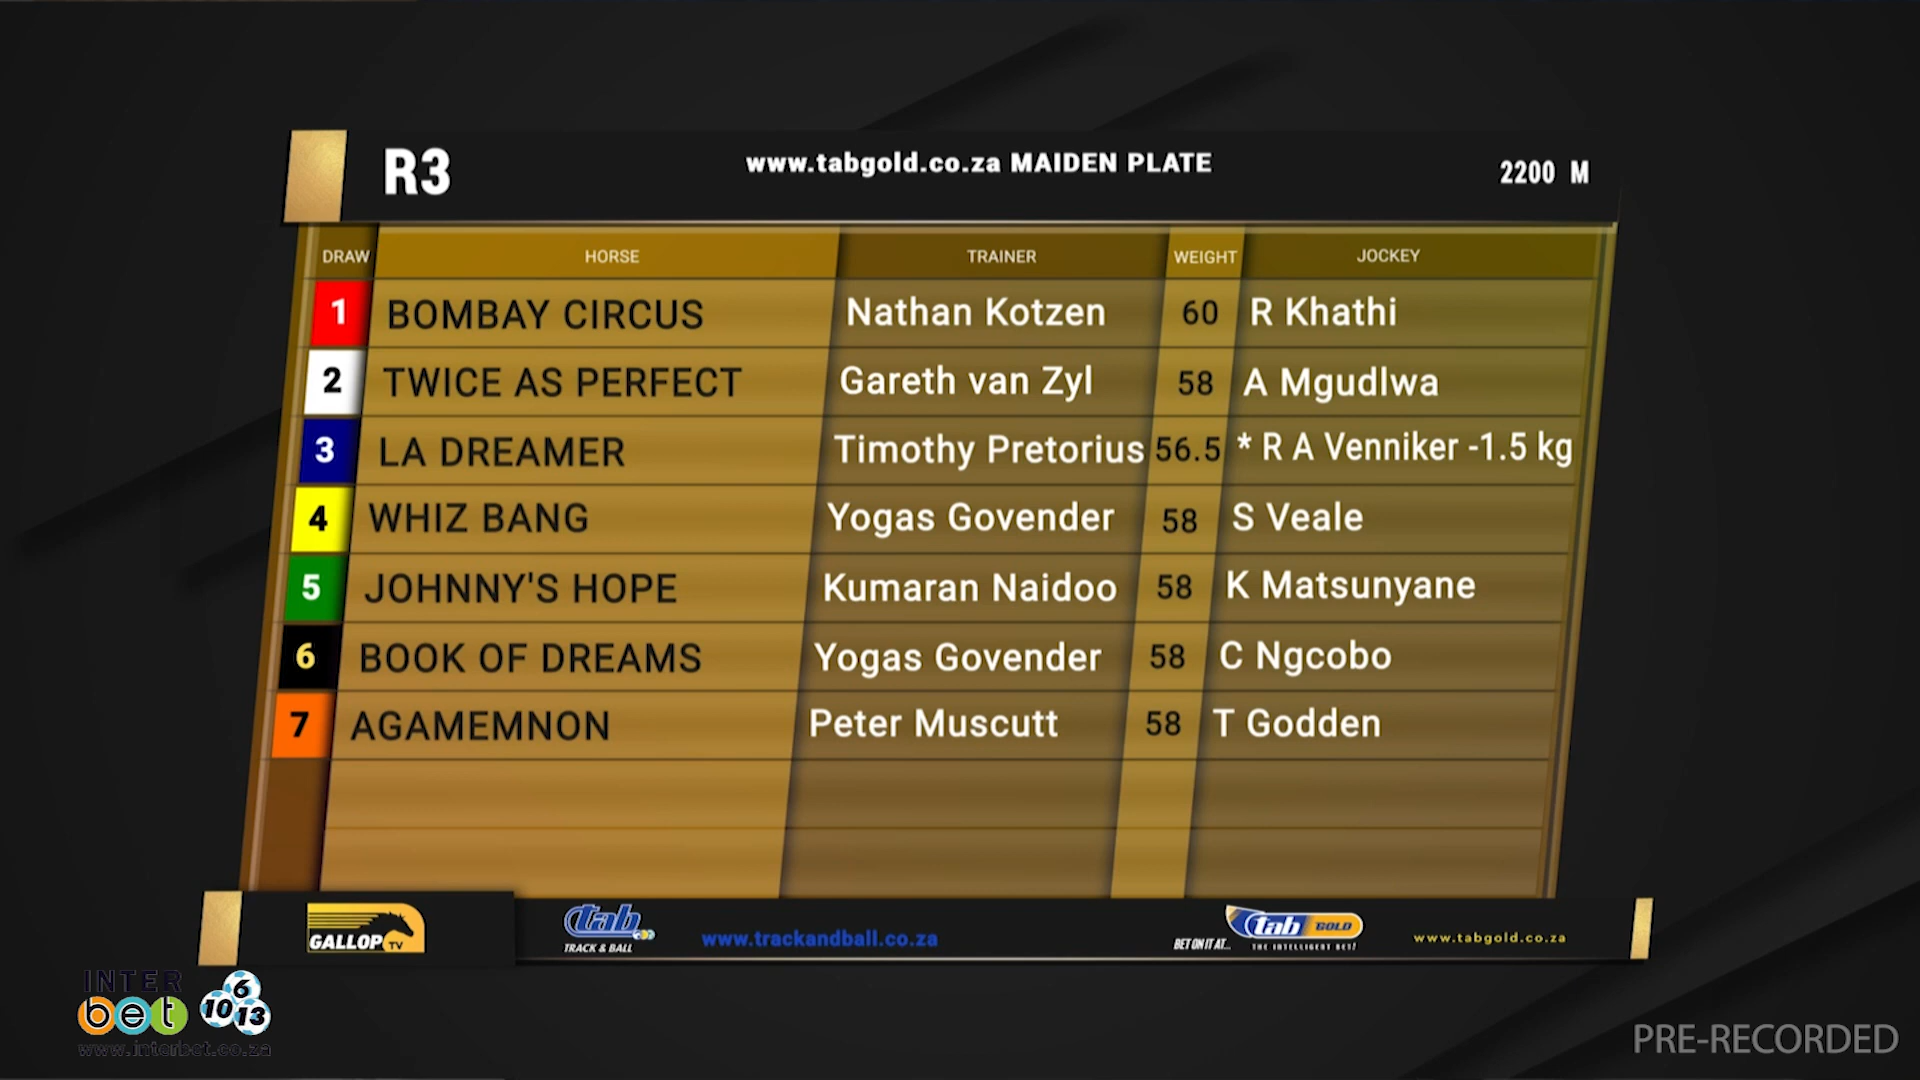 R3 www.tabgold.co.za MAIDEN PLATE 2200 M
DRAW HORSE TRAINER WEIGHT JOCKEY
1 BOMBAY CIRCUS Nathan Kotzen 60 R Khathi
2 TWICE AS PERFECT Gareth van Zyl 58 A Mgudlwa
3 LA DREAMER Timothy Pretorius 56.5 * R A Venniker -1.5 kg
4 WHIZ BANG Yogas Govender 58 S Veale
5 JOHNNY'S HOPE Kumaran Naidoo 58 K Matsunyane
6 BOOK OF DREAMS Yogas Govender 58 C Ngcobo
7 AGAMEMNON Peter Muscutt 58 T Godden
GALLOP TV
tab
TRACK & BALL
www.trackandball.co.za
BET ON IT AT...
tab GOLD
THE INTELLIGENT BET!
www.tabgold.co.za
INTER
bet
6
10 13
www.interbet.co.za
PRE-RECORDED